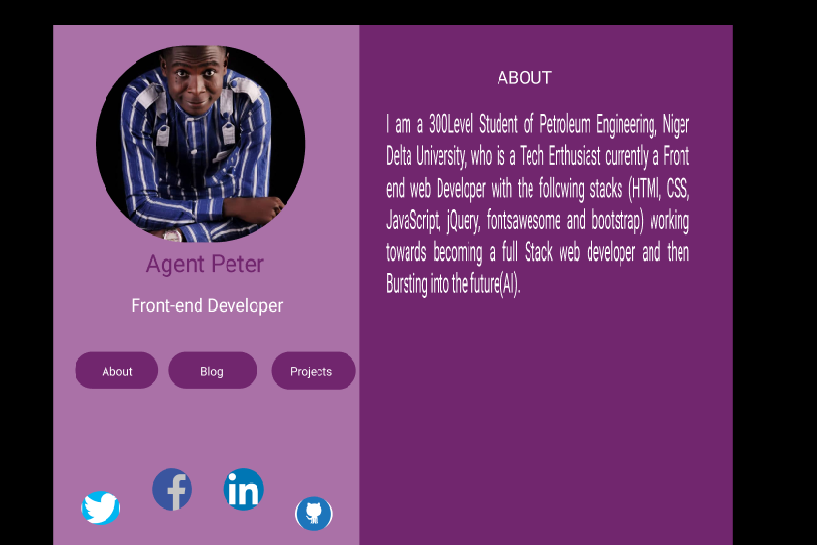 Agent Peter
Front-end Developer
About
Blog
Projects
ABOUT
I am a 300Level Student of Petroleum Engineering, Niger
Delta University, who is a Tech Enthusiast currently a Front
end web Developer with the following stacks (HTMl, CSS,
JavaScript, jQuery, fontsawesome and bootstrap) working
towards becoming a full Stack web developer and then
Bursting into the future(AI).
f
in